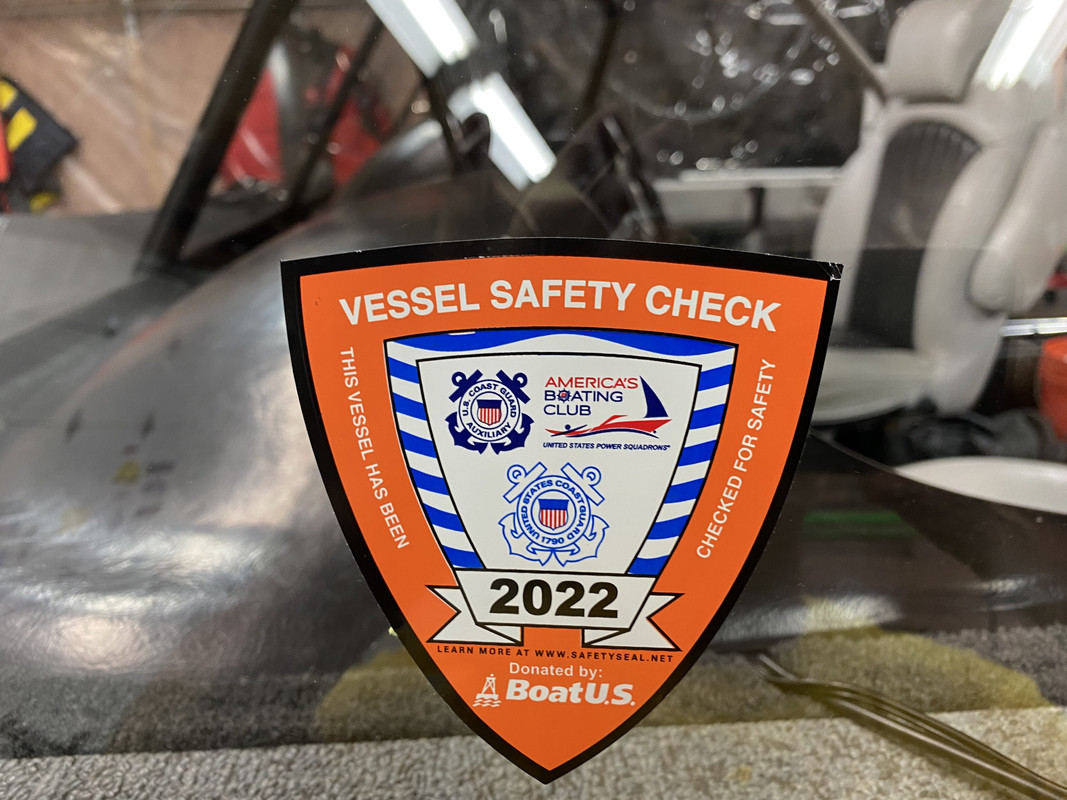 VESSEL SAFETY CHECK
THIS VESSEL HAS BEEN
CHECKED FOR SAFETY
U.S. COAST GUARD
AUXILIARY
AMERICA'S
BOATING
CLUB
UNITED STATES POWER SQUADRONS®
UNITED STATES COAST GUARD
1790
2022
LEARN MORE AT WWW.SAFETYSEAL.NET
Donated by:
BoatU.S.